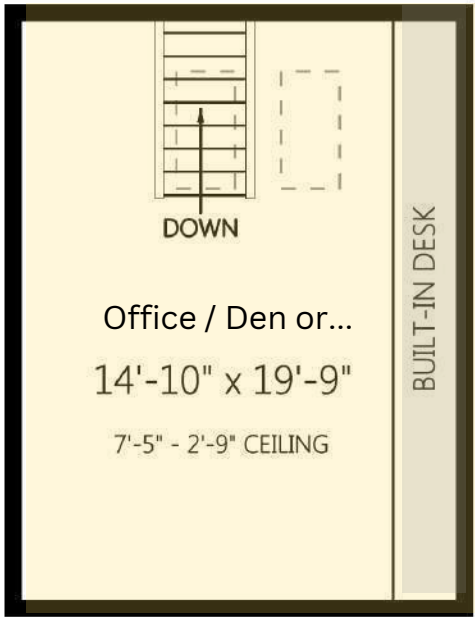 DOWN
Office / Den or...
14'-10" x 19'-9"
7'-5" - 2'-9" CEILING
BUILT-IN DESK